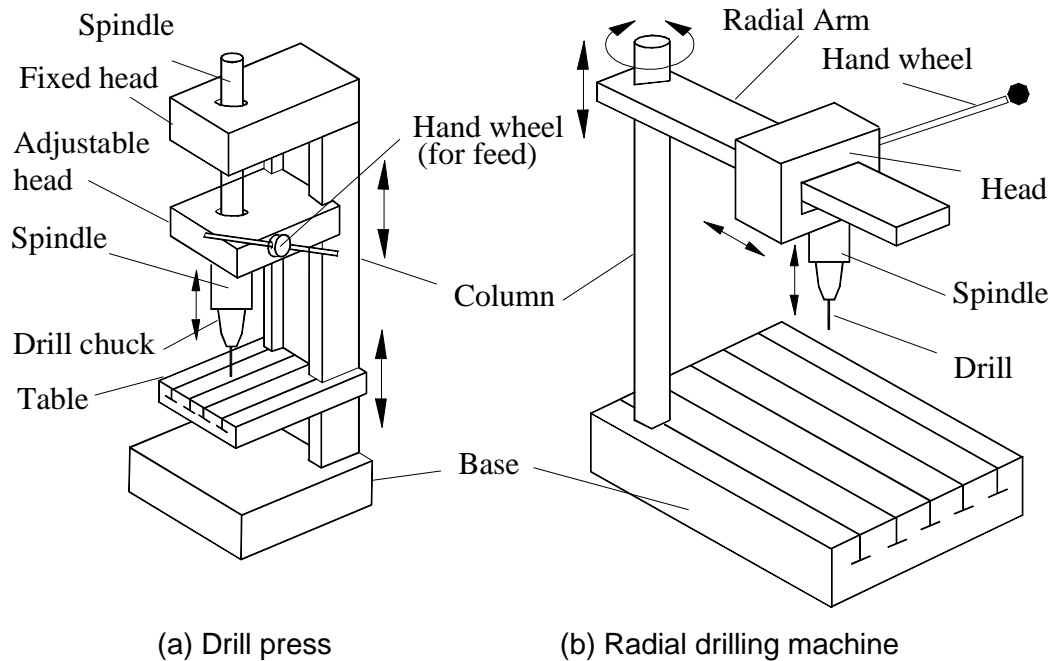 Spindle
Fixed head
Adjustable
head
Spindle
Drill chuck
Table
Hand wheel
(for feed)
Column
Base
Radial Arm
Hand wheel
Head
Spindle
Drill
(a) Drill press
(b) Radial drilling machine